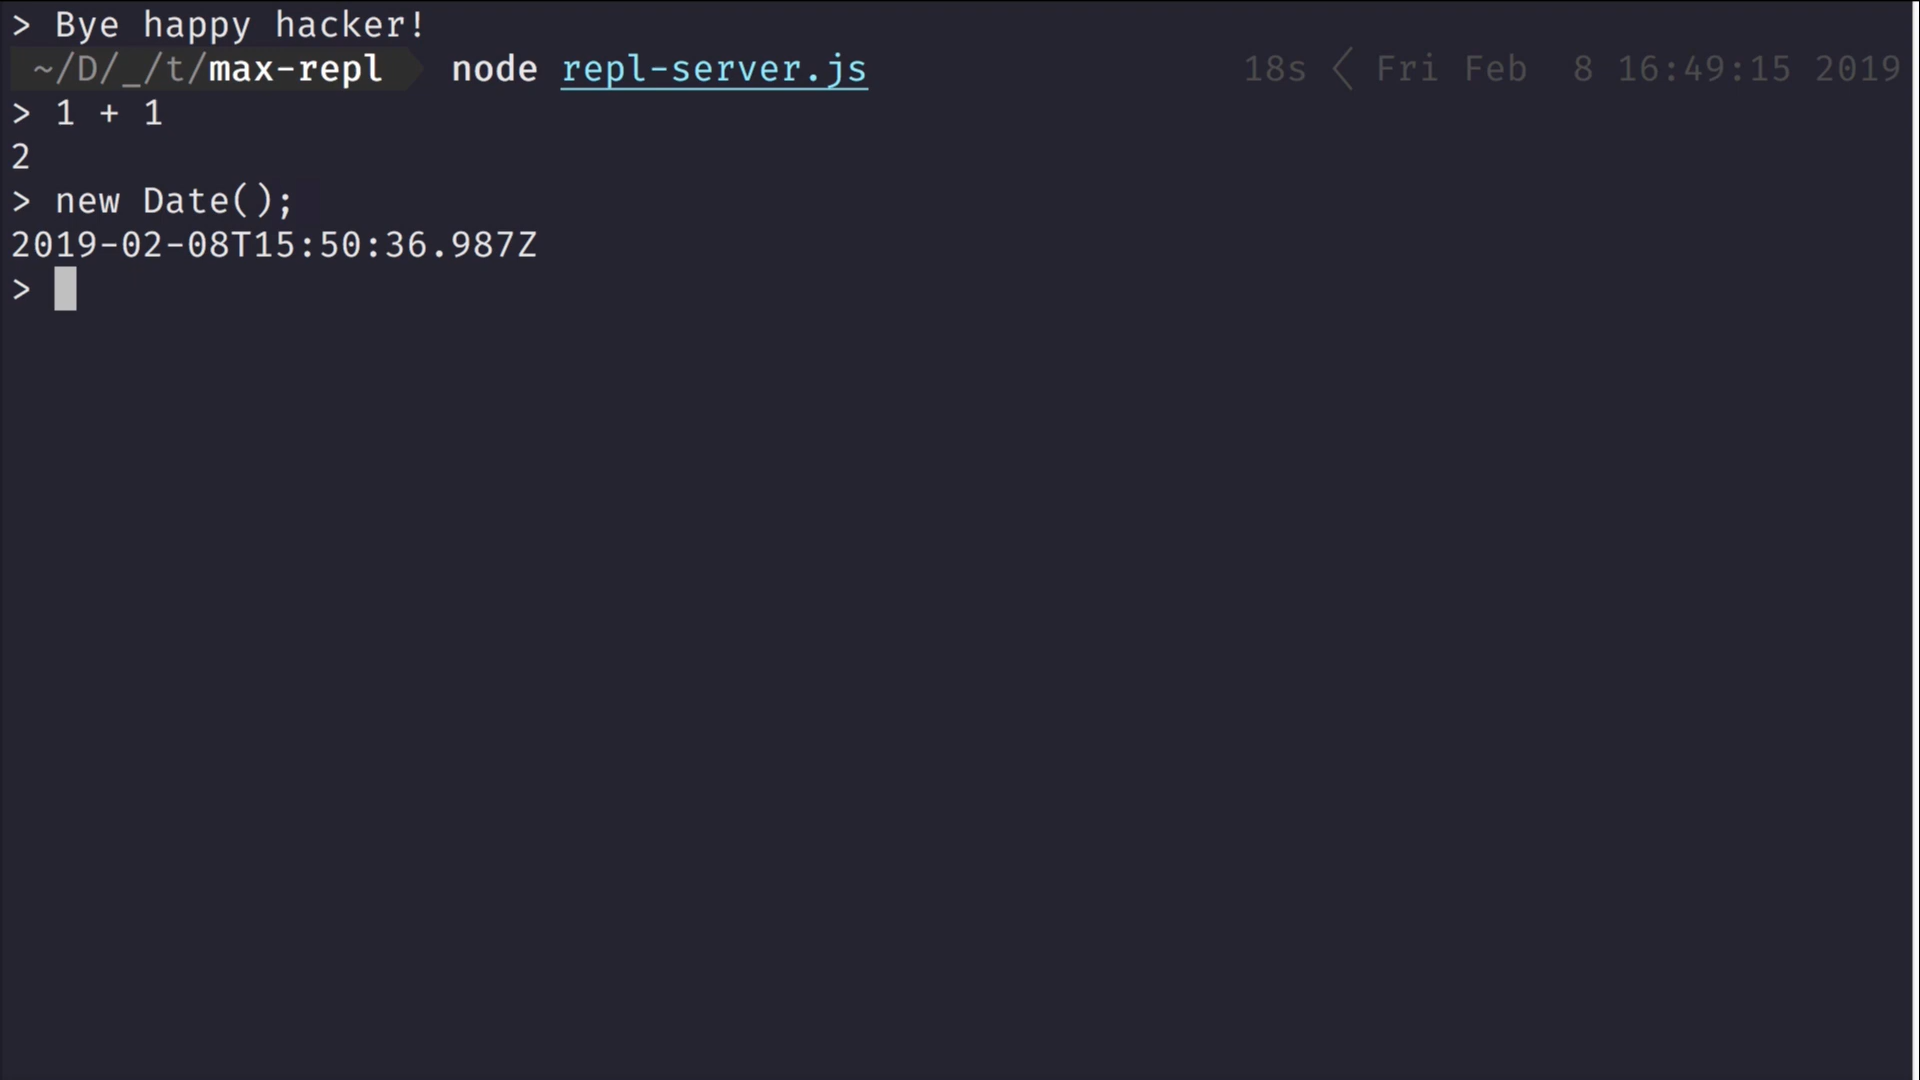 > Bye happy hacker!
~/D/_/t/max-repl node repl-server.js 18s < Fri Feb 8 16:49:15 2019
> 1 + 1
2
> new Date();
2019-02-08T15:50:36.987Z
>